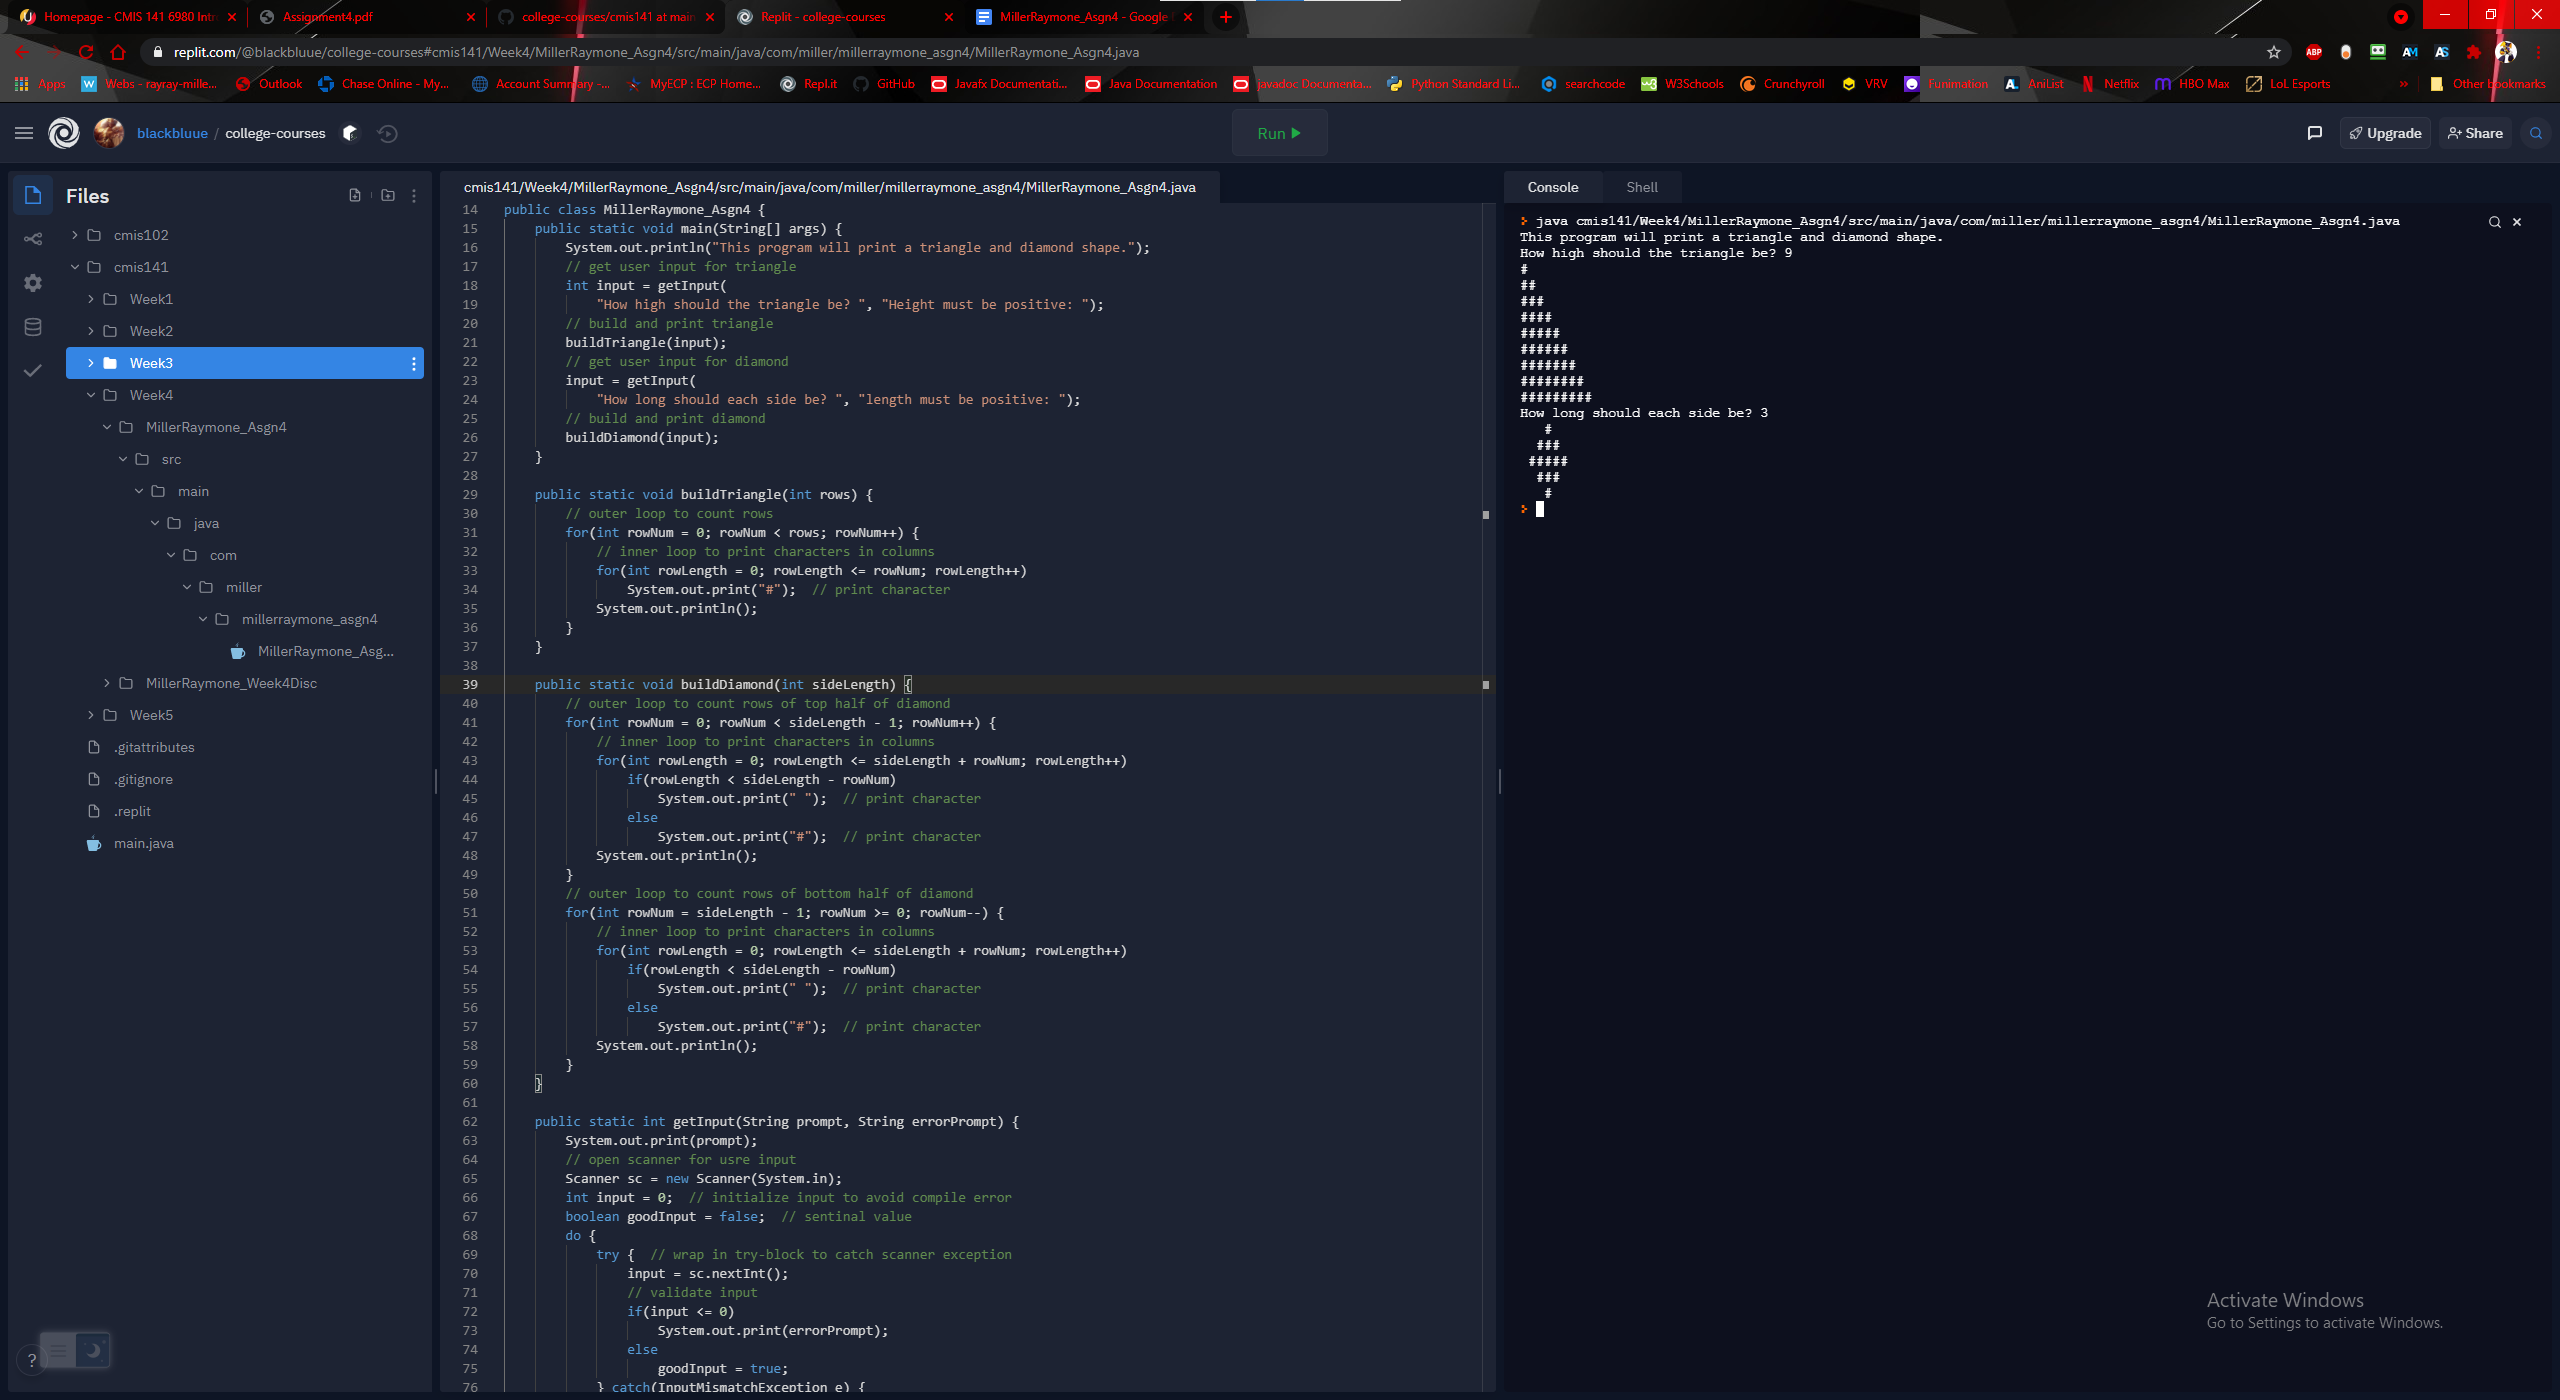 Homepage - CMIS 141 6980 Intr
Assignment4.pdf
college-courses/cmis141 at main
Replit - college-courses
MillerRaymone_Asgn4 - Google
replit.com/@blackbluue/college-courses#cmis141/Week4/MillerRaymone_Asgn4/src/main/java/com/miller/millerraymone_asgn4/MillerRaymone_Asgn4.java
ABP
Apps
Webs - rayray-mille...
Outlook
Chase Online - My...
Account Summary -...
MyECP : ECP Home...
RepLit
GitHub
Javafx Documentati...
Java Documentation
javadoc Documenta...
Python Standard Li...
searchcode
W3Schools
Crunchyroll
VRV
Funimation
AniList
Netflix
HBO Max
LoL Esports
»
Other bookmarks
blackbluue / college-courses
Run
Upgrade
Share
Files
cmis102
cmis141
Week1
Week2
Week3
Week4
MillerRaymone_Asgn4
src
main
java
com
miller
millerraymone_asgn4
MillerRaymone_Asg...
MillerRaymone_Week4Disc
Week5
.gitattributes
.gitignore
.replit
main.java
?
cmis141/Week4/MillerRaymone_Asgn4/src/main/java/com/miller/millerraymone_asgn4/MillerRaymone_Asgn4.java
14 public class MillerRaymone_Asgn4 {
15 public static void main(String[] args) {
16 System.out.println("This program will print a triangle and diamond shape.");
17 // get user input for triangle
18 int input = getInput(
19 "How high should the triangle be? ", "Height must be positive: ");
20 // build and print triangle
21 buildTriangle(input);
22 // get user input for diamond
23 input = getInput(
24 "How long should each side be? ", "length must be positive: ");
25 // build and print diamond
26 buildDiamond(input);
27 }
28
29 public static void buildTriangle(int rows) {
30 // outer loop to count rows
31 for(int rowNum = 0; rowNum < rows; rowNum++) {
32 // inner loop to print characters in columns
33 for(int rowLength = 0; rowLength <= rowNum; rowLength++)
34 System.out.print("#");  // print character
35 System.out.println();
36 }
37 }
38
39 public static void buildDiamond(int sideLength) {
40 // outer loop to count rows of top half of diamond
41 for(int rowNum = 0; rowNum < sideLength - 1; rowNum++) {
42 // inner loop to print characters in columns
43 for(int rowLength = 0; rowLength <= sideLength + rowNum; rowLength++)
44 if(rowLength < sideLength - rowNum)
45 System.out.print(" ");  // print character
46 else
47 System.out.print("#");  // print character
48 System.out.println();
49 }
50 // outer loop to count rows of bottom half of diamond
51 for(int rowNum = sideLength - 1; rowNum >= 0; rowNum--) {
52 // inner loop to print characters in columns
53 for(int rowLength = 0; rowLength <= sideLength + rowNum; rowLength++)
54 if(rowLength < sideLength - rowNum)
55 System.out.print(" ");  // print character
56 else
57 System.out.print("#");  // print character
58 System.out.println();
59 }
60 }
61
62 public static int getInput(String prompt, String errorPrompt) {
63 System.out.print(prompt);
64 // open scanner for usre input
65 Scanner sc = new Scanner(System.in);
66 int input = 0;  // initialize input to avoid compile error
67 boolean goodInput = false;  // sentinal value
68 do {
69 try {  // wrap in try-block to catch scanner exception
70 input = sc.nextInt();
71 // validate input
72 if(input <= 0)
73 System.out.print(errorPrompt);
74 else
75 goodInput = true;
76 } catch(InputMismatchException e) {
Console
Shell
java cmis141/Week4/MillerRaymone_Asgn4/src/main/java/com/miller/millerraymone_asgn4/MillerRaymone_Asgn4.java
This program will print a triangle and diamond shape.
How high should the triangle be? 9
#
##
###
####
#####
######
#######
########
#########
How long should each side be? 3
#
###
#####
###
#
Activate Windows
Go to Settings to activate Windows.